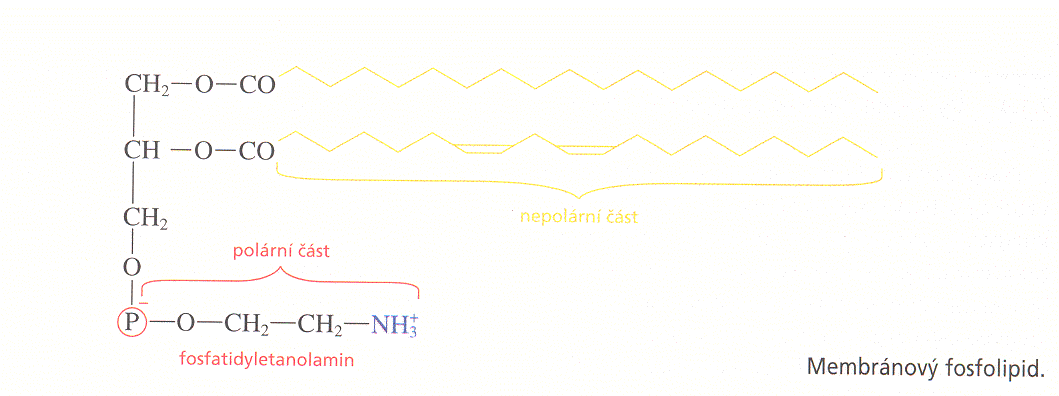 CH₂—O—CO
CH—O—CO
nepolární část
CH₂
polární část
O
P⁻—O—CH₂—CH₂—NH₃⁺
fosfatidyletanolamin
Membránový fosfolipid.